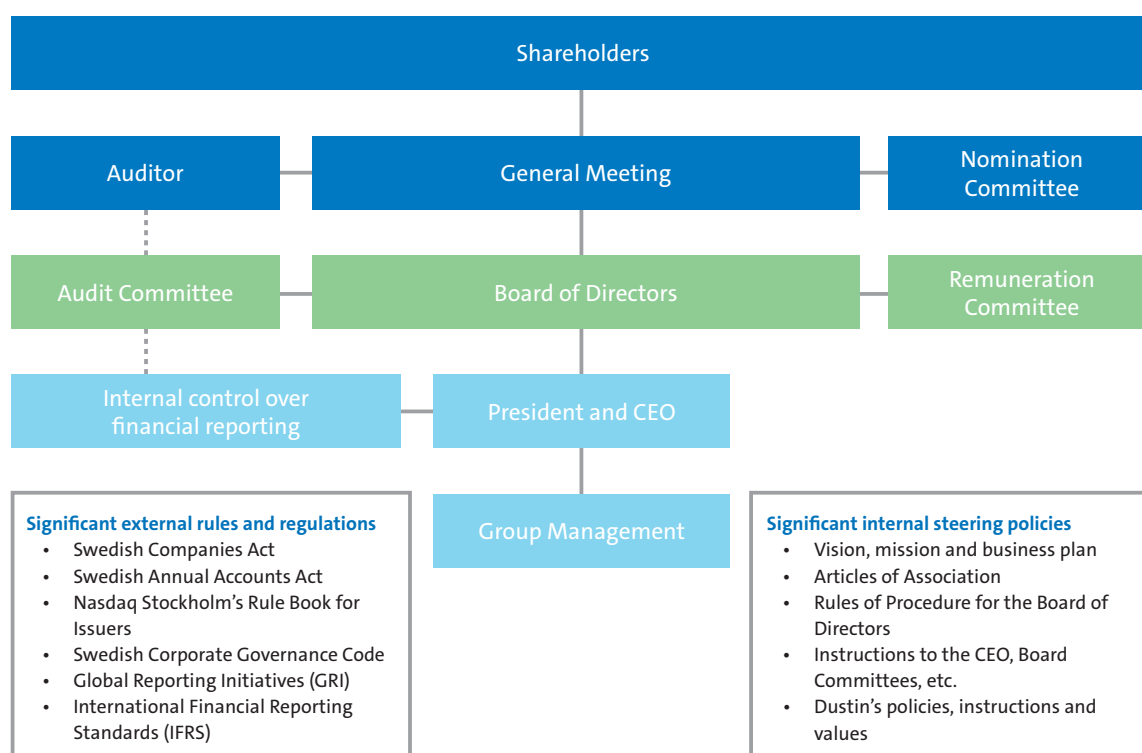 Shareholders
Auditor
General Meeting
Nomination
Committee
Audit Committee
Board of Directors
Remuneration
Committee
Internal control over
financial reporting
President and CEO
Group Management
Significant external rules and regulations
• Swedish Companies Act
• Swedish Annual Accounts Act
• Nasdaq Stockholm’s Rule Book for
Issuers
• Swedish Corporate Governance Code
• Global Reporting Initiatives (GRI)
• International Financial Reporting
Standards (IFRS)
Significant internal steering policies
• Vision, mission and business plan
• Articles of Association
• Rules of Procedure for the Board of
Directors
• Instructions to the CEO, Board
Committees, etc.
• Dustin’s policies, instructions and
values